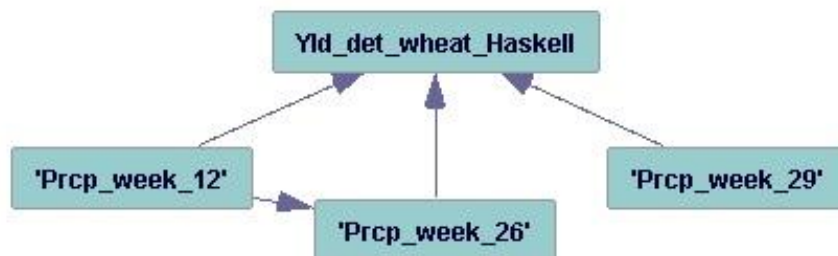 Yld_det_wheat_Haskell
'Prcp_week_12'
'Prcp_week_29'
'Prcp_week_26'